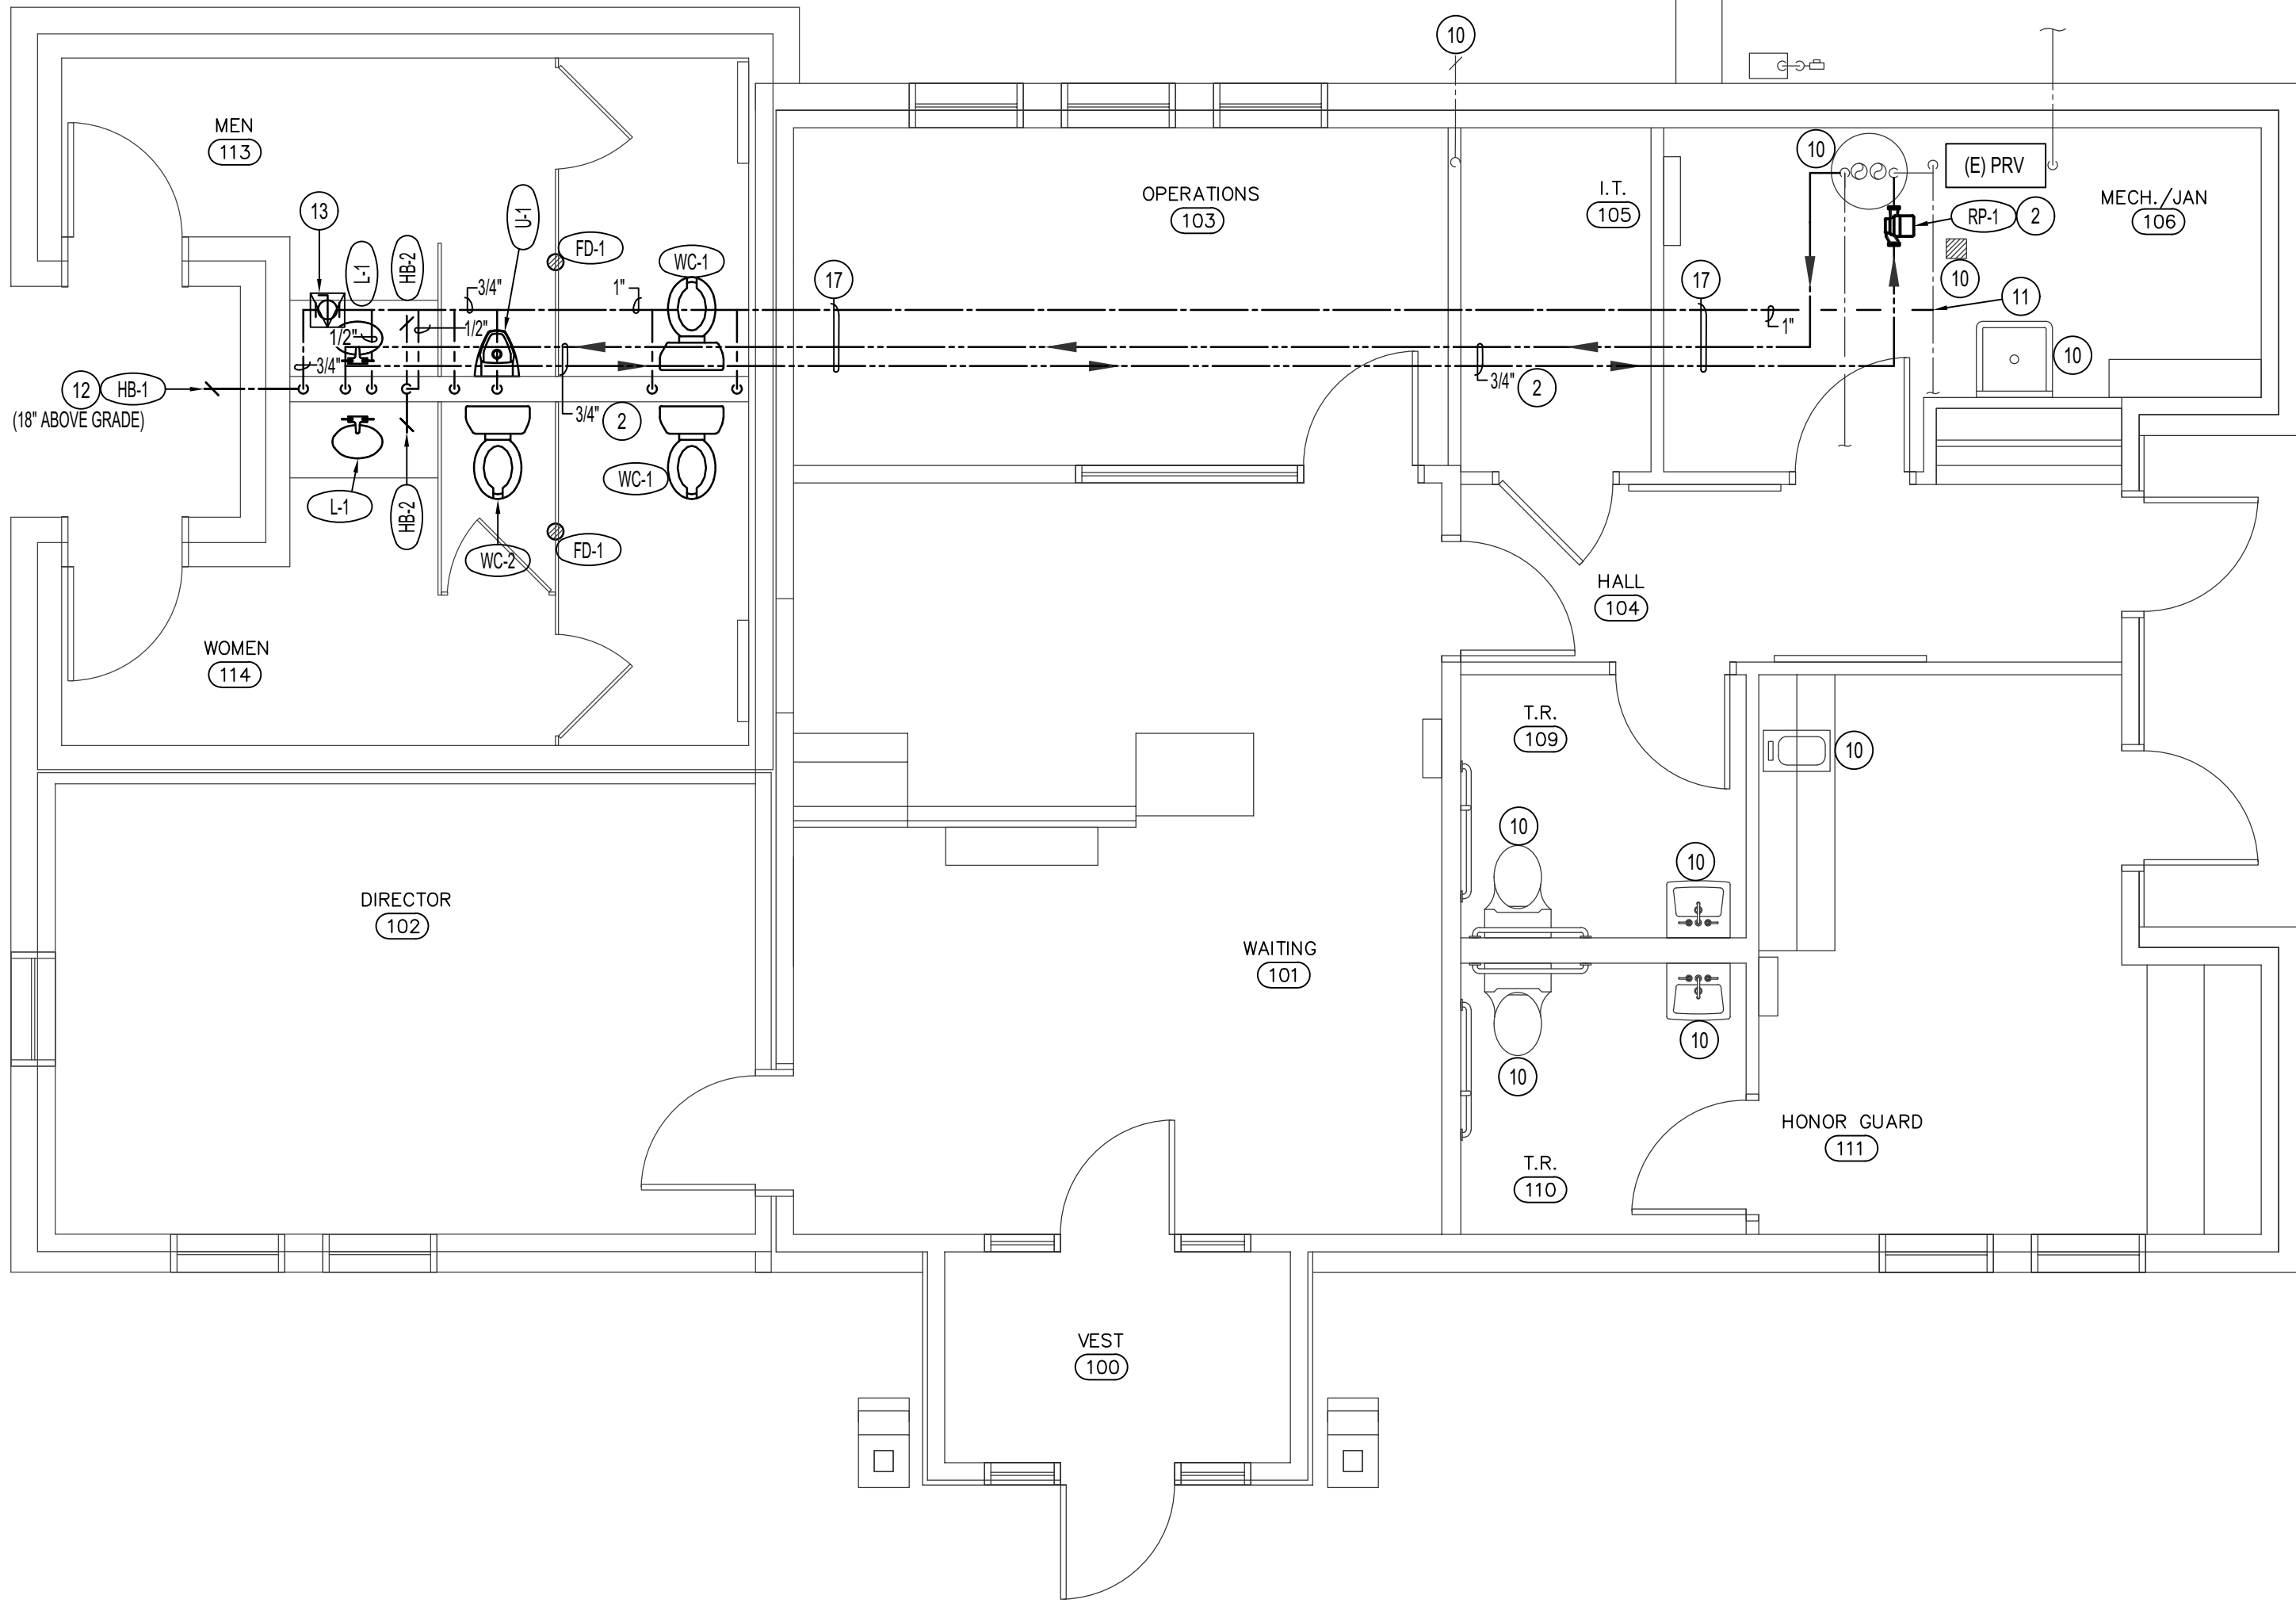 10
MEN
113
10
(E) PRV
OPERATIONS
103
I.T.
105
MECH./JAN
106
13
L-1
HB-2
U-1
FD-1
WC-1
RP-1
2
10
17
17
11
3/4"
1"
1"
1/2"
1/2"
3/4"
12
HB-1
(18" ABOVE GRADE)
3/4"
2
3/4"
2
10
L-1
HB-2
WC-2
WC-1
FD-1
HALL
104
WOMEN
114
T.R.
109
10
10
10
DIRECTOR
102
WAITING
101
10
10
HONOR GUARD
111
T.R.
110
VEST
100